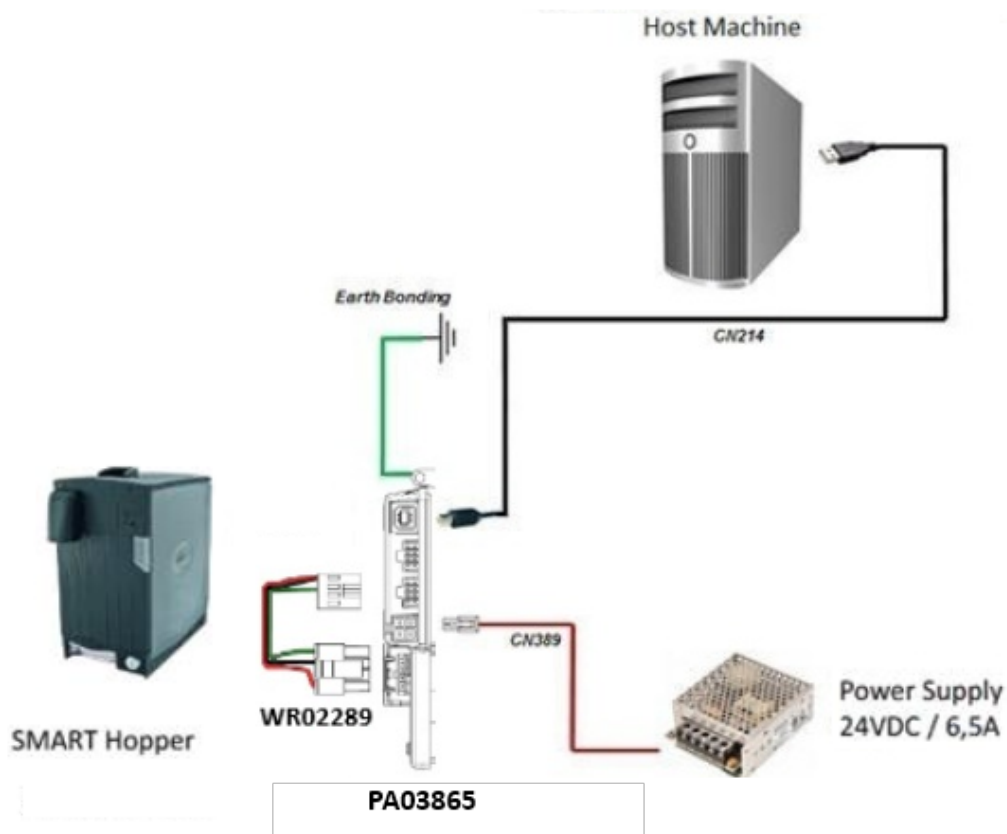 Host Machine
Earth Bonding
CN214
CN389
WR02289
SMART Hopper
Power Supply
24VDC / 6,5A
PA03865